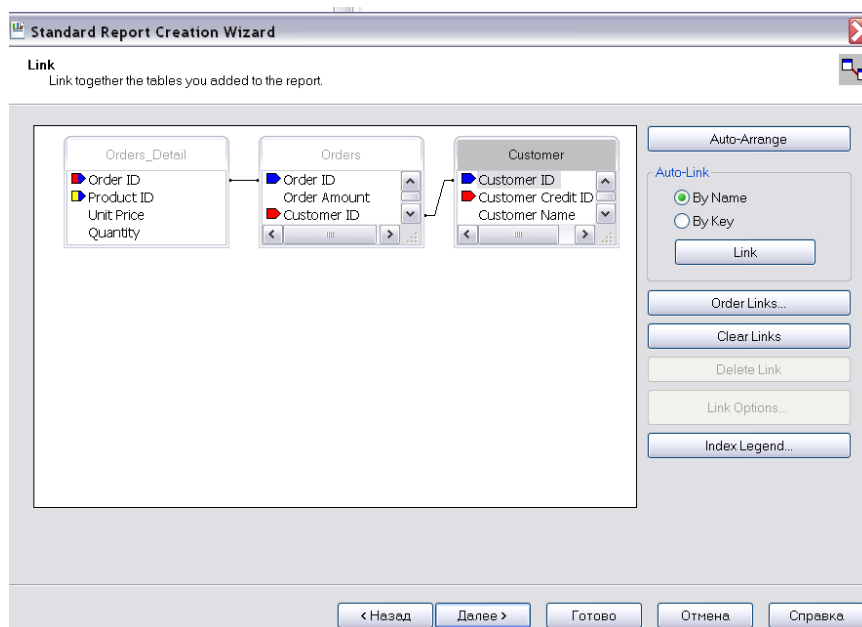 Standard Report Creation Wizard
Link
Link together the tables you added to the report.
Orders_Detail
Order ID
Product ID
Unit Price
Quantity
Orders
Order ID
Order Amount
Customer ID
Customer
Customer ID
Customer Credit ID
Customer Name
Auto-Arrange
Auto-Link
By Name
By Key
Link
Order Links...
Clear Links
Delete Link
Link Options...
Index Legend...
< Назад
Далее >
Готово
Отмена
Справка